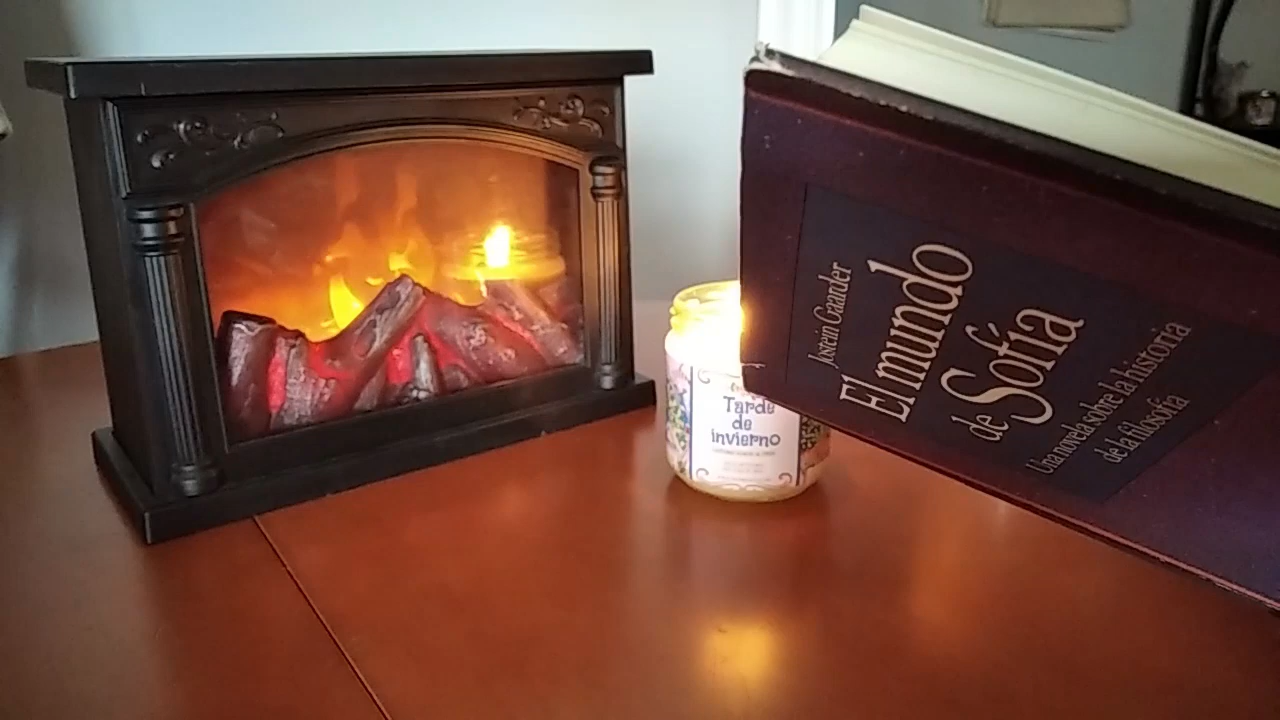 Tarde
de
invierno
Jostein Gaarder
El mundo
de Sofía
Una novela sobre la historia
de la filosofía